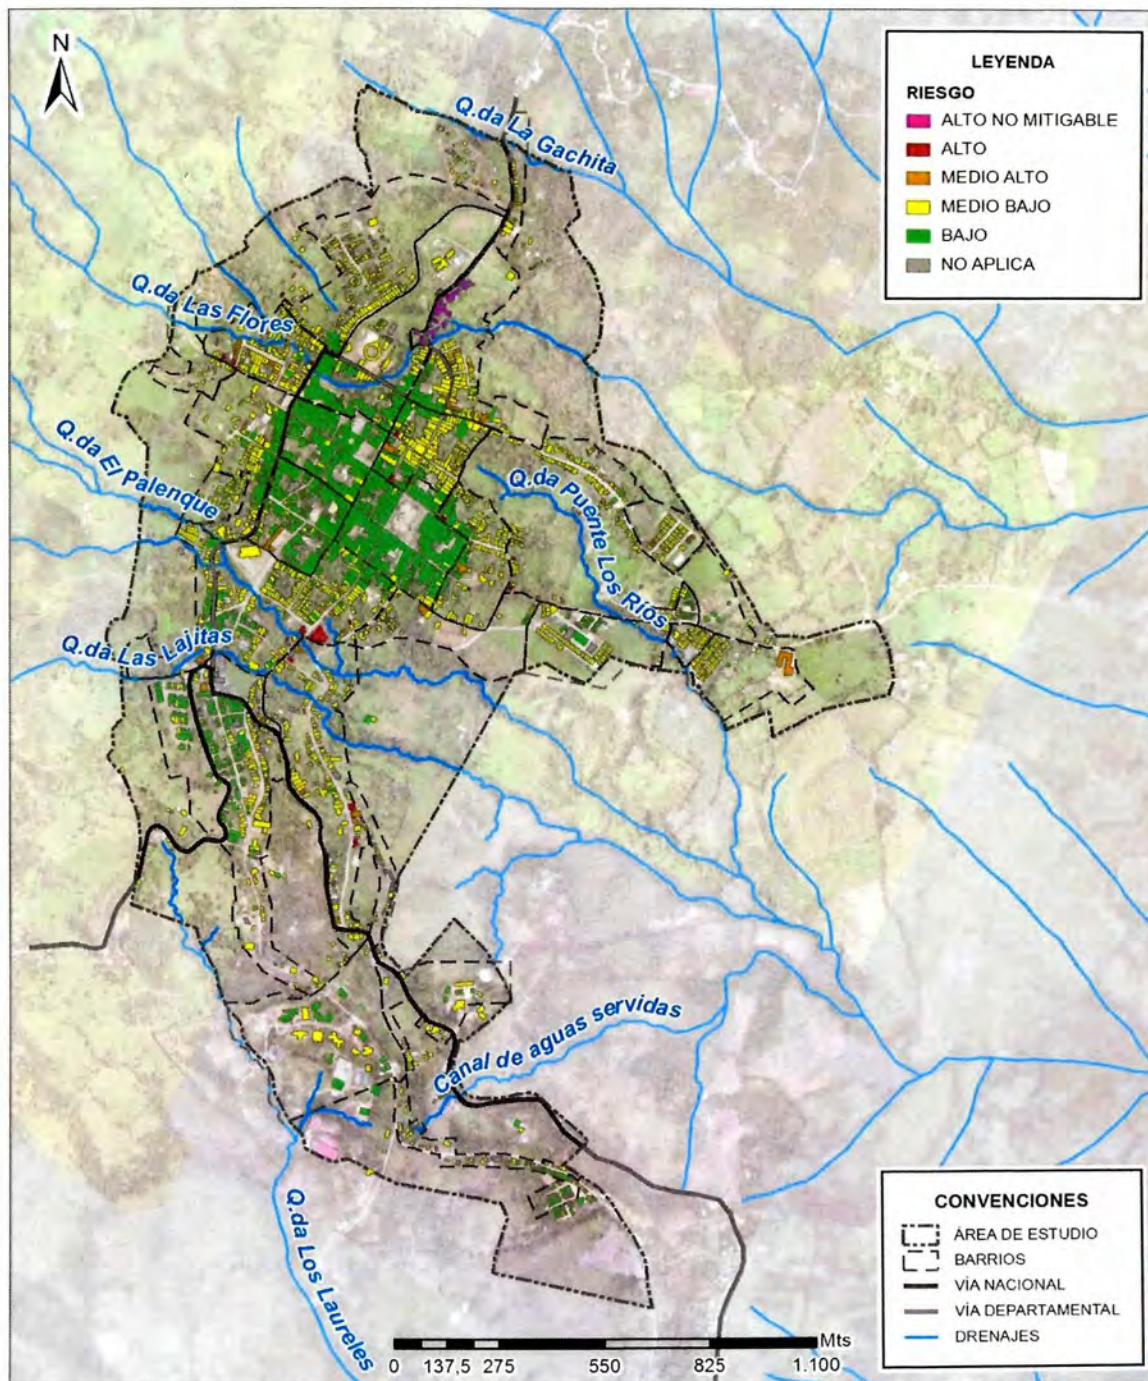 N
LEYENDA
RIESGO
ALTO NO MITIGABLE
ALTO
MEDIO ALTO
MEDIO BAJO
BAJO
NO APLICA
Q.da La Gachita
Q.da Las Flores
Q.da El Palenque
Q.da Puente Los Ríos
Q.da Las Lajitas
Canal de aguas servidas
Q.da Los Laureles
CONVENCIONES
ÁREA DE ESTUDIO
BARRIOS
VÍA NACIONAL
VÍA DEPARTAMENTAL
DRENAJES
Mts
0 137,5 275 550 825 1.100